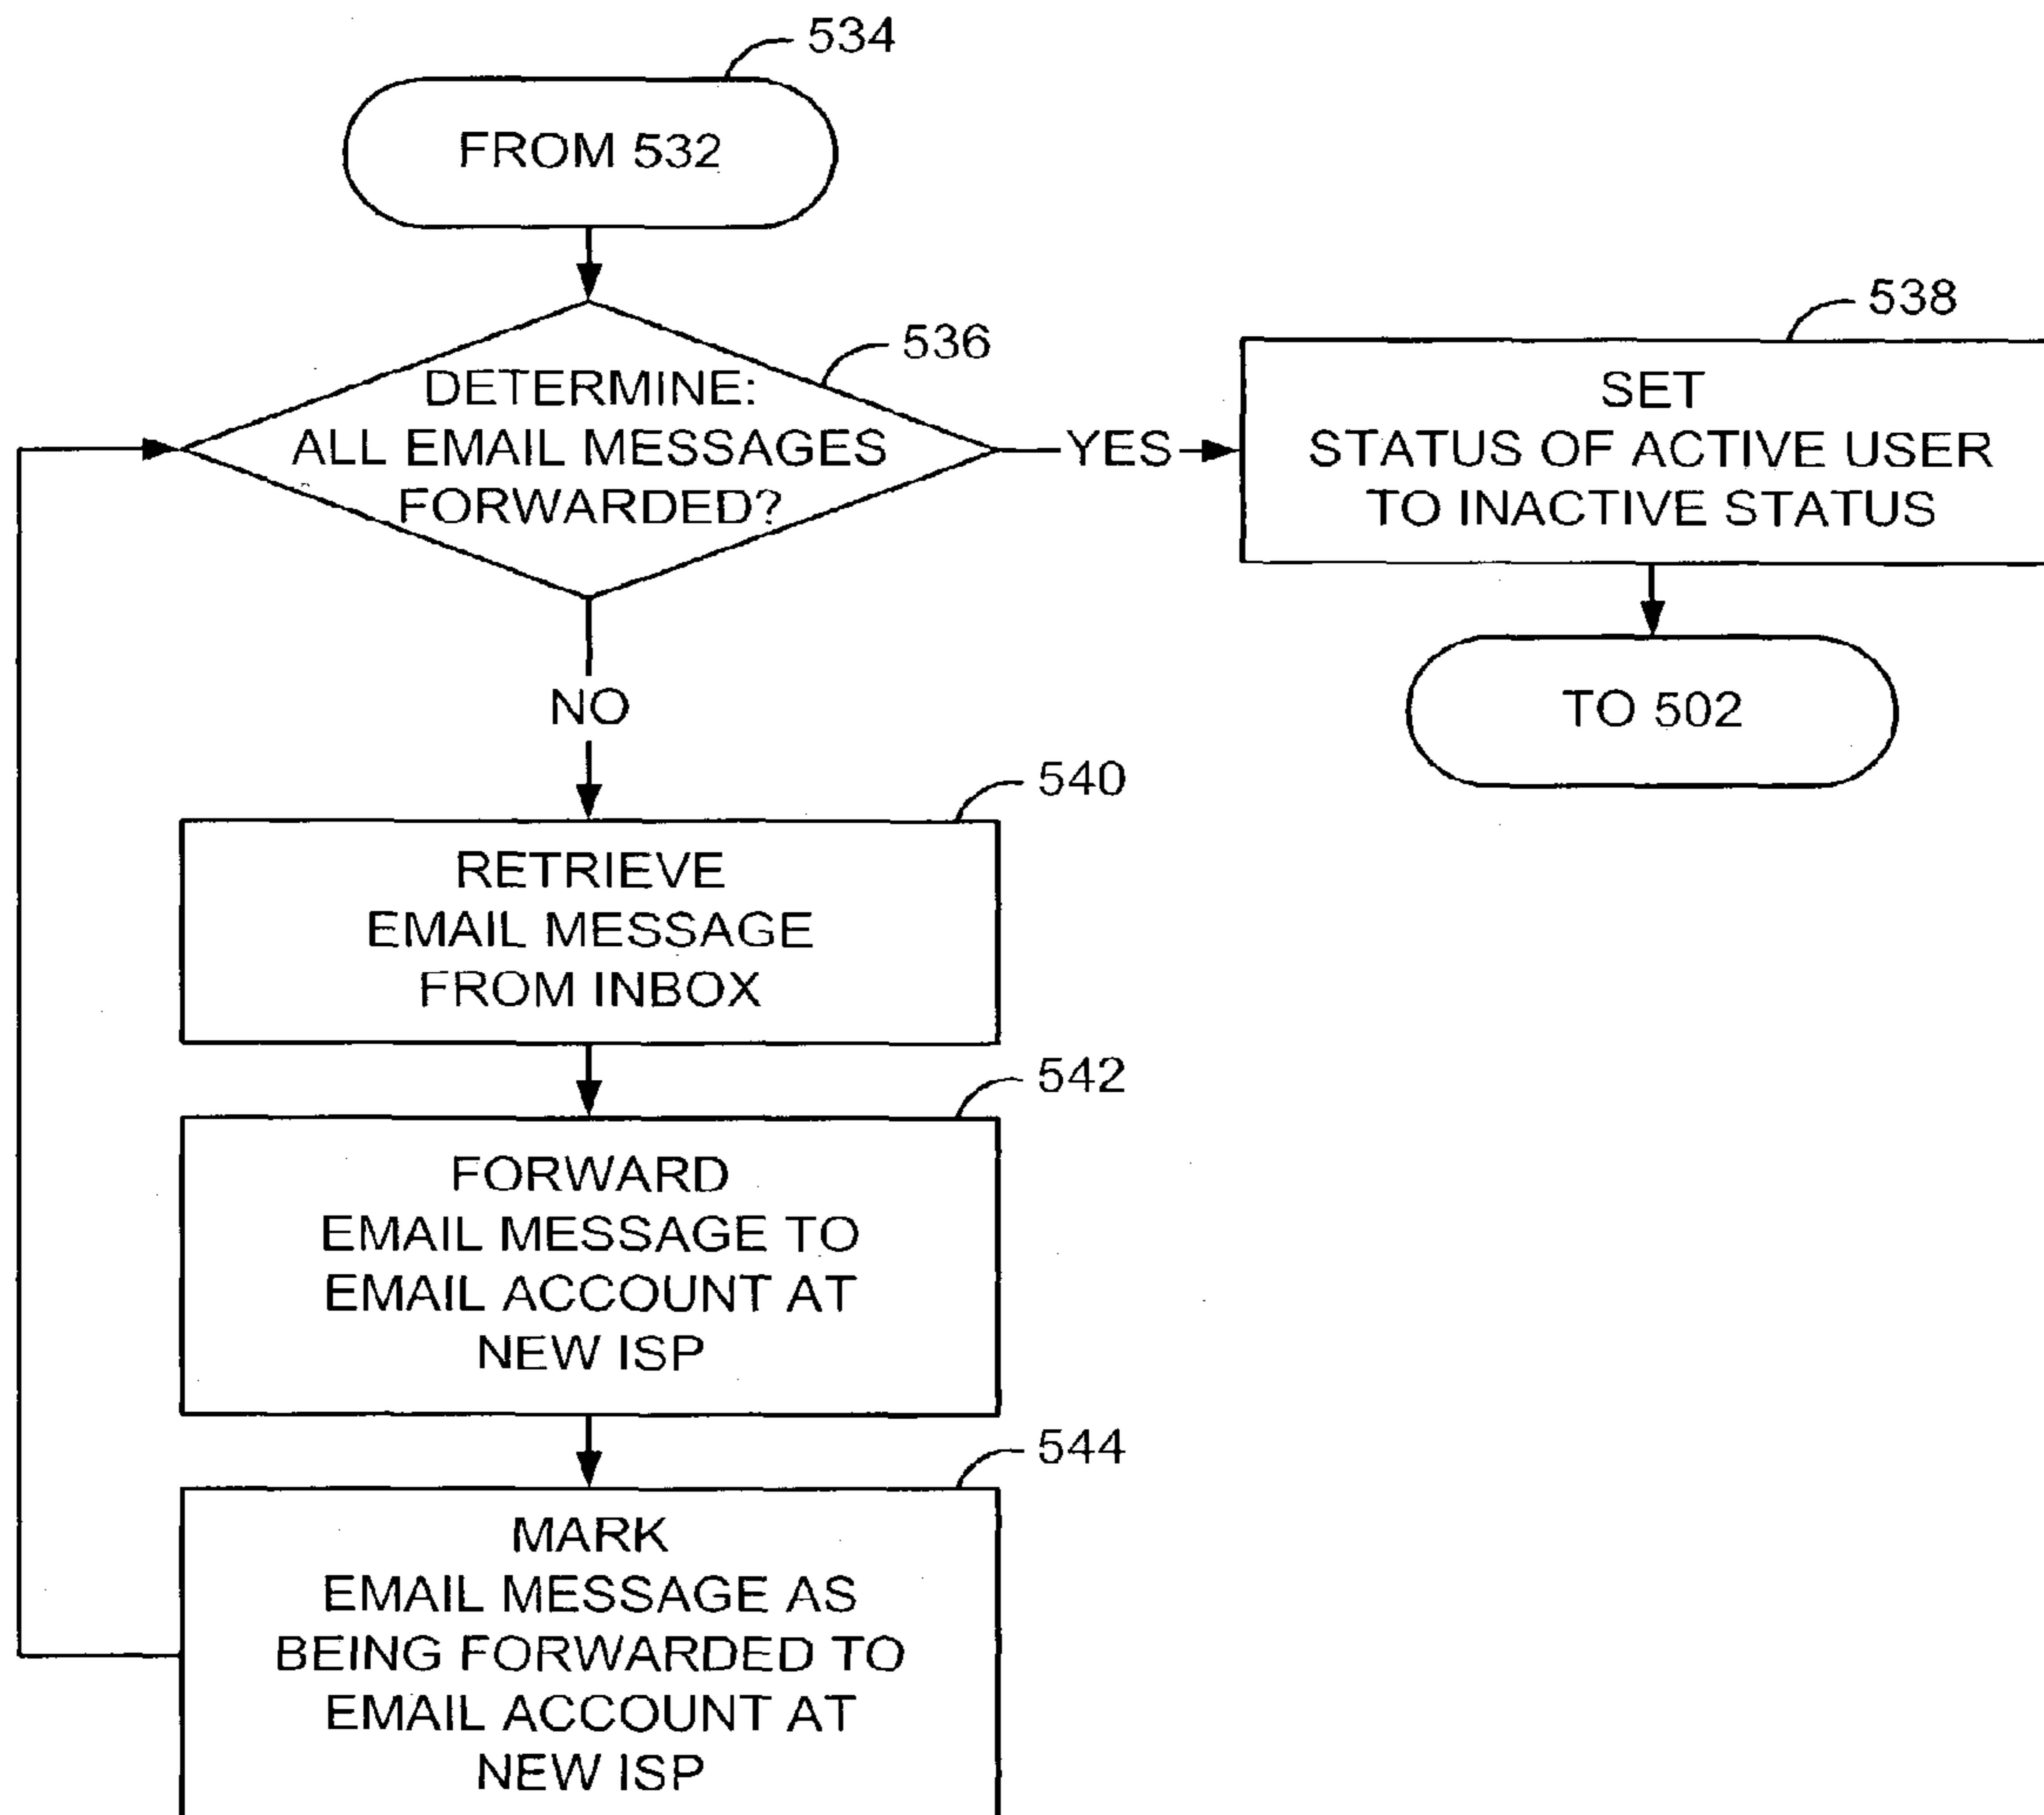 534
FROM 532
536
DETERMINE:
ALL EMAIL MESSAGES
FORWARDED?
YES
538
SET
STATUS OF ACTIVE USER
TO INACTIVE STATUS
TO 502
NO
540
RETRIEVE
EMAIL MESSAGE
FROM INBOX
542
FORWARD
EMAIL MESSAGE TO
EMAIL ACCOUNT AT
NEW ISP
544
MARK
EMAIL MESSAGE AS
BEING FORWARDED TO
EMAIL ACCOUNT AT
NEW ISP